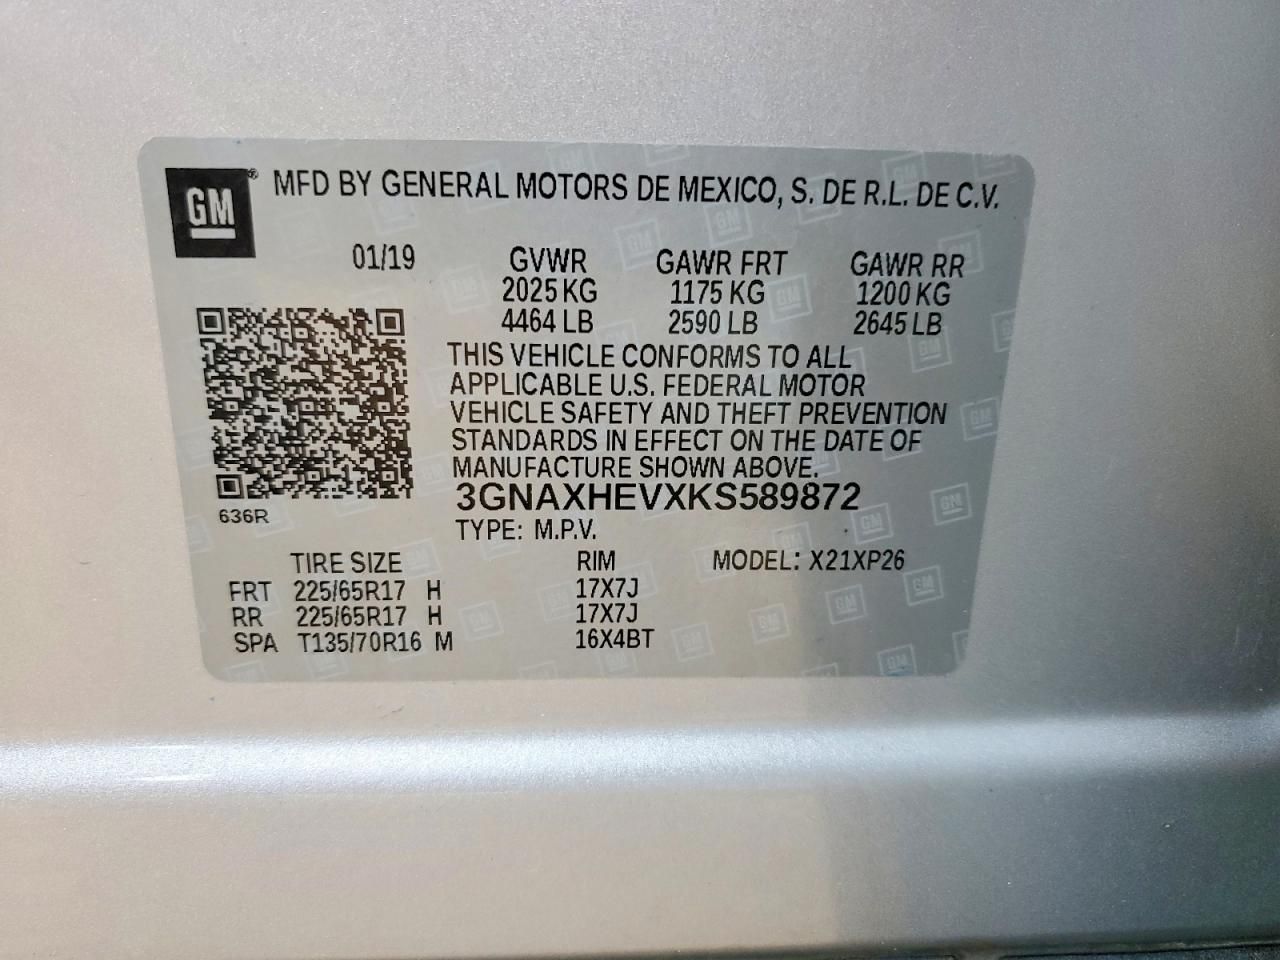 GM® MFD BY GENERAL MOTORS DE MEXICO, S. DE R.L. DE C.V.
01/19 GVWR GAWR FRT GAWR RR
2025 KG 1175 KG 1200 KG
4464 LB 2590 LB 2645 LB
THIS VEHICLE CONFORMS TO ALL
APPLICABLE U.S. FEDERAL MOTOR
VEHICLE SAFETY AND THEFT PREVENTION
STANDARDS IN EFFECT ON THE DATE OF
MANUFACTURE SHOWN ABOVE.
3GNAXHEVXKS589872
636R
TYPE: M.P.V.
TIRE SIZE RIM MODEL: X21XP26
FRT 225/65R17 H 17X7J
RR 225/65R17 H 17X7J
SPA T135/70R16 M 16X4BT